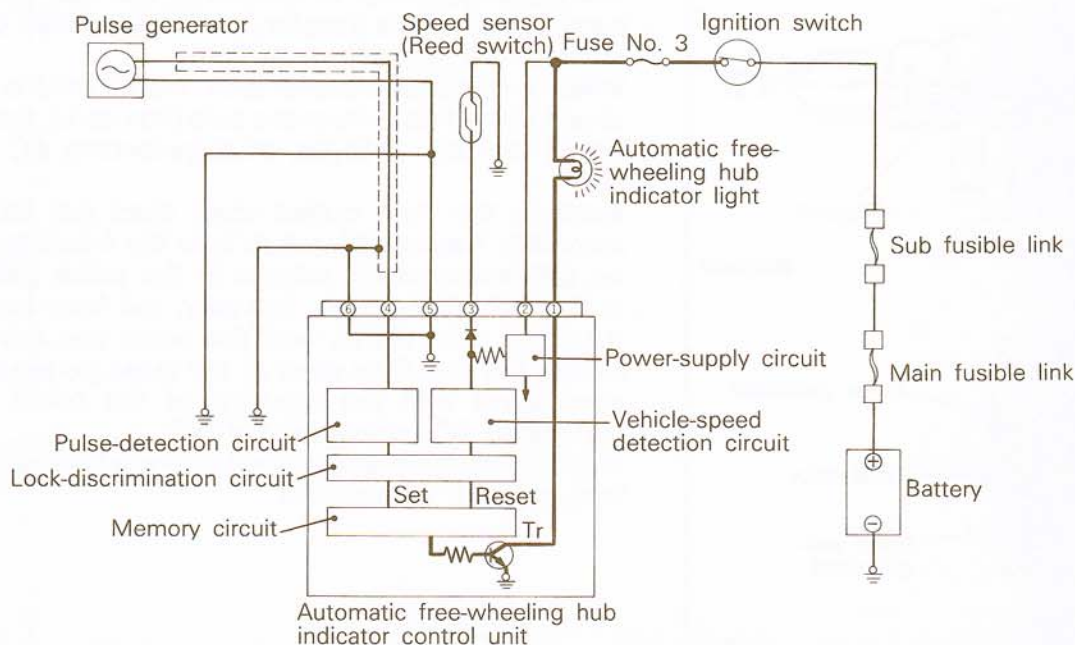 Pulse generator
Speed sensor
(Reed switch)
Fuse No. 3
Ignition switch
Automatic free-
wheeling hub
indicator light
Sub fusible link
Main fusible link
Battery
6 4 5 3 2 1
Power-supply circuit
Pulse-detection circuit
Vehicle-speed
detection circuit
Lock-discrimination circuit
Set
Reset
Memory circuit
Tr
Automatic free-wheeling hub
indicator control unit
+
−